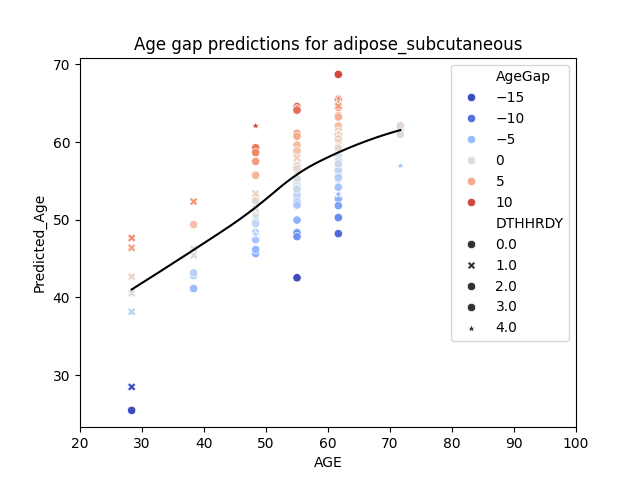 Age gap predictions for adipose_subcutaneous
Predicted_Age
70
60
50
40
30
20 30 40 50 60 70 80 90 100
AGE
AgeGap
−15
−10
−5
0
5
10
DTHHRDY
0.0
1.0
2.0
3.0
4.0